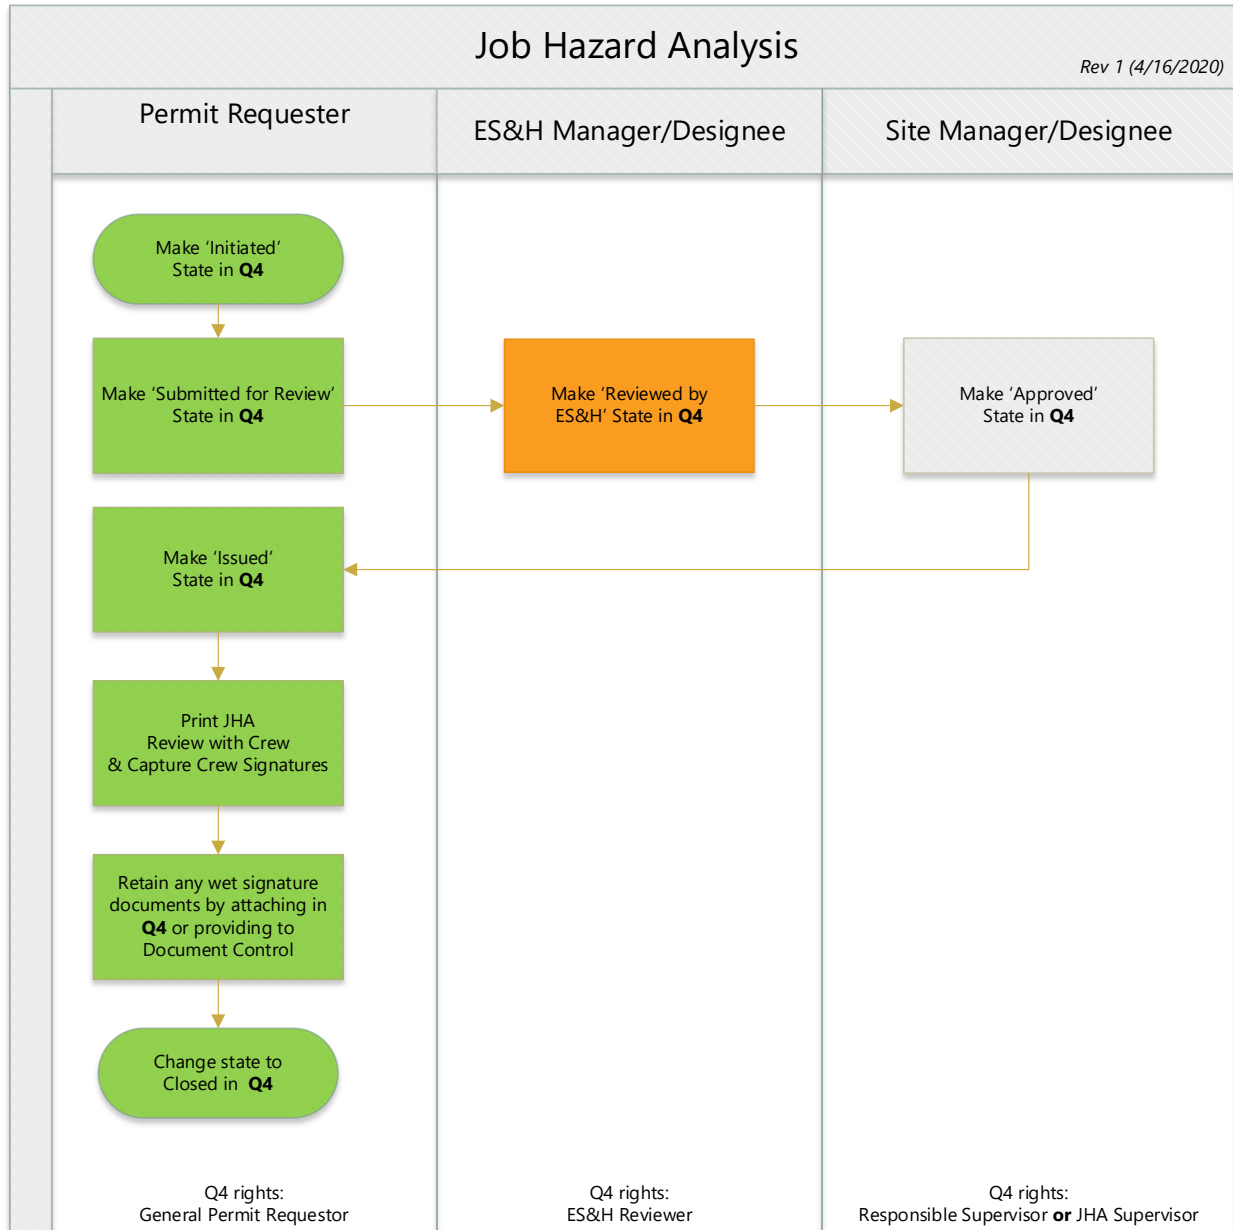 Job Hazard Analysis
Rev 1 (4/16/2020)
Permit Requester
ES&H Manager/Designee
Site Manager/Designee
Make ‘Initiated’
State in Q4
Make ‘Submitted for Review’
State in Q4
Make ‘Reviewed by
ES&H’ State in Q4
Make ‘Approved’
State in Q4
Make ‘Issued’
State in Q4
Print JHA
Review with Crew
& Capture Crew Signatures
Retain any wet signature
documents by attaching in
Q4 or providing to
Document Control
Change state to
Closed in Q4
Q4 rights:
General Permit Requestor
Q4 rights:
ES&H Reviewer
Q4 rights:
Responsible Supervisor or JHA Supervisor